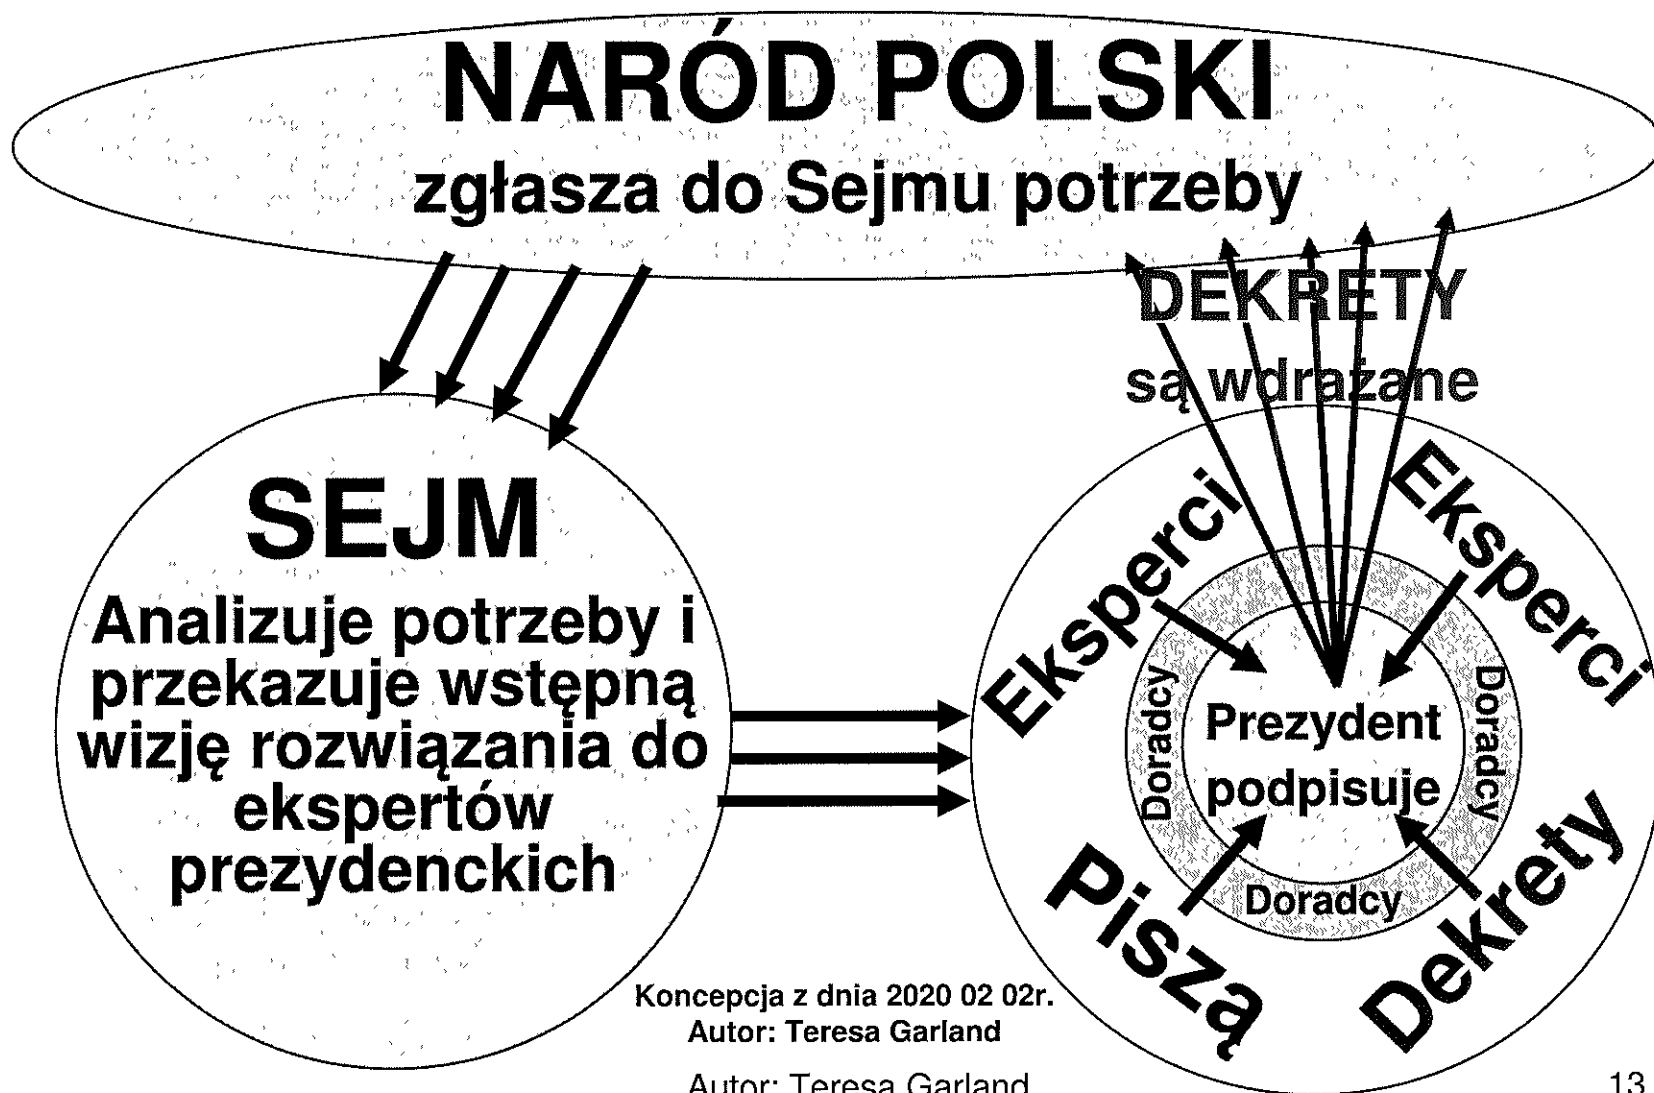 NARÓD POLSKI
zgłasza do Sejmu potrzeby
DEKRETY
są wdrażane
SEJM
Analizuje potrzeby i
przekazuje wstępną
wizję rozwiązania do
ekspertów
prezydenckich
Eksperci
Eksperci
Doradcy
Doradcy
Prezydent
podpisuje
Doradcy
Piszą
Dekrety
Koncepcja z dnia 2020 02 02r.
Autor: Teresa Garland
Autor: Teresa Garland
13